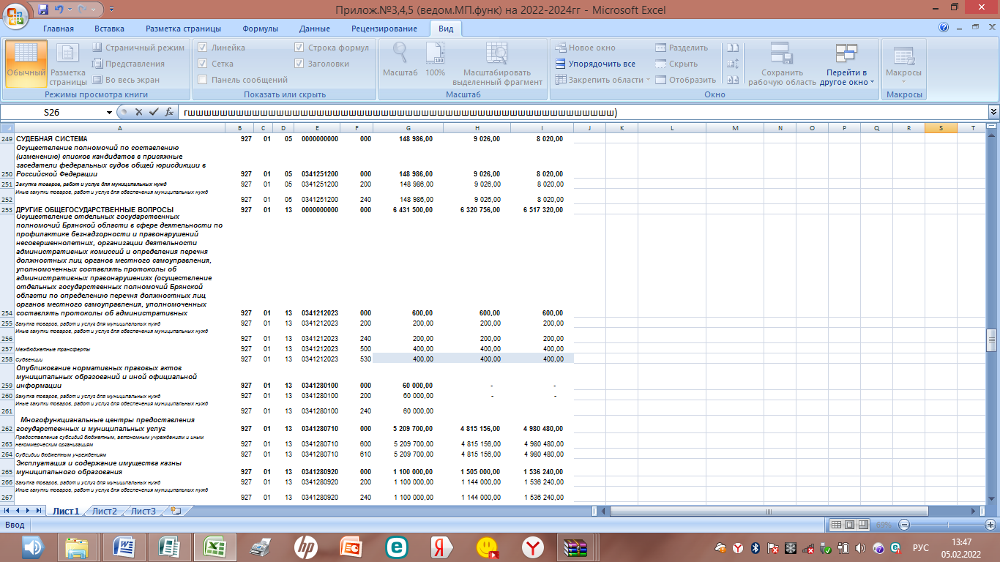 Прилож.№3,4,5 (ведом.МП.функ) на 2022-2024гг - Microsoft Excel
Главная Вставка Разметка страницы Формулы Данные Рецензирование Вид
Обычный
Разметка страницы
Страничный режим
Представления
Во весь экран
Режимы просмотра книги
Линейка
Сетка
Панель сообщений
Строка формул
Заголовки
Показать или скрыть
Масштаб
100%
Масштабировать выделенный фрагмент
Масштаб
Новое окно
Упорядочить все
Закрепить области
Разделить
Скрыть
Отобразить
Сохранить рабочую область
Перейти в другое окно
Окно
Макросы
Макросы
S26
A B C D E F G H I J K L M N O P Q R S T
249 СУДЕБНАЯ СИСТЕМА 927 01 05 0000000000 000 148 986,00 9 026,00 8 020,00
Осуществление полномочий по составлению
(изменению) списков кандидатов в присяжные
заседатели федеральных судов общей юрисдикции в
250 Российской Федерации 927 01 05 0341251200 000 148 986,00 9 026,00 8 020,00
251 Закупка товаров, работ и услуг для муниципальных нужд 927 01 05 0341251200 200 148 986,00 9 026,00 8 020,00
Иные закупки товаров, работ и услуг для обеспечения муниципальных нужд
252 927 01 05 0341251200 240 148 986,00 9 026,00 8 020,00
253 ДРУГИЕ ОБЩЕГОСУДАРСТВЕННЫЕ ВОПРОСЫ 927 01 13 0000000000 000 6 431 500,00 6 320 756,00 6 517 320,00
Осуществление отдельных государственных
полномочий Брянской области в сфере деятельности по
профилактике безнадзорности и правонарушений
несовершеннолетних, организации деятельности
административных комиссий и определения перечня
должностных лиц органов местного самоуправления,
уполномоченных составлять протоколы об
административных правонарушениях (осуществление
отдельных государственных полномочий Брянской
области по определению перечня должностных лиц
органов местного самоуправления, уполномоченных
254 составлять протоколы об административных 927 01 13 0341212023 000 600,00 600,00 600,00
255 Закупка товаров, работ и услуг для муниципальных нужд 927 01 13 0341212023 200 200,00 200,00 200,00
Иные закупки товаров, работ и услуг для обеспечения муниципальных нужд
256 927 01 13 0341212023 240 200,00 200,00 200,00
257 Межбюджетные трансферты 927 01 13 0341212023 500 400,00 400,00 400,00
258 Субвенции 927 01 13 0341212023 530 400,00 400,00 400,00
Опубликование нормативных правовых актов
муниципальных образований и иной официальной
259 информации 927 01 13 0341280100 000 60 000,00 - -
260 Закупка товаров, работ и услуг для муниципальных нужд 927 01 13 0341280100 200 60 000,00 - -
Иные закупки товаров, работ и услуг для обеспечения муниципальных нужд
261 927 01 13 0341280100 240 60 000,00
Многофункцианальные центры предоставления
262 государственных и муниципальных услуг 927 01 13 0341280710 000 5 209 700,00 4 815 156,00 4 980 480,00
Предоставление субсидий бюджетным, автономным учреждениям и иным
263 некоммерческим организациям 927 01 13 0341280710 600 5 209 700,00 4 815 156,00 4 980 480,00
264 Субсидии бюджетным учреждениям 927 01 13 0341280710 610 5 209 700,00 4 815 156,00 4 980 480,00
Эксплуатация и содержание имущества казны
265 муниципального образования 927 01 13 0341280920 000 1 100 000,00 1 505 000,00 1 536 240,00
266 Закупка товаров, работ и услуг для муниципальных нужд 927 01 13 0341280920 200 1 100 000,00 1 144 000,00 1 536 240,00
Иные закупки товаров, работ и услуг для обеспечения муниципальных нужд
267 927 01 13 0341280920 240 1 100 000,00 1 144 000,00 1 536 240,00
Лист1 Лист2 Лист3
Ввод
69%
РУС
13:47
05.02.2022